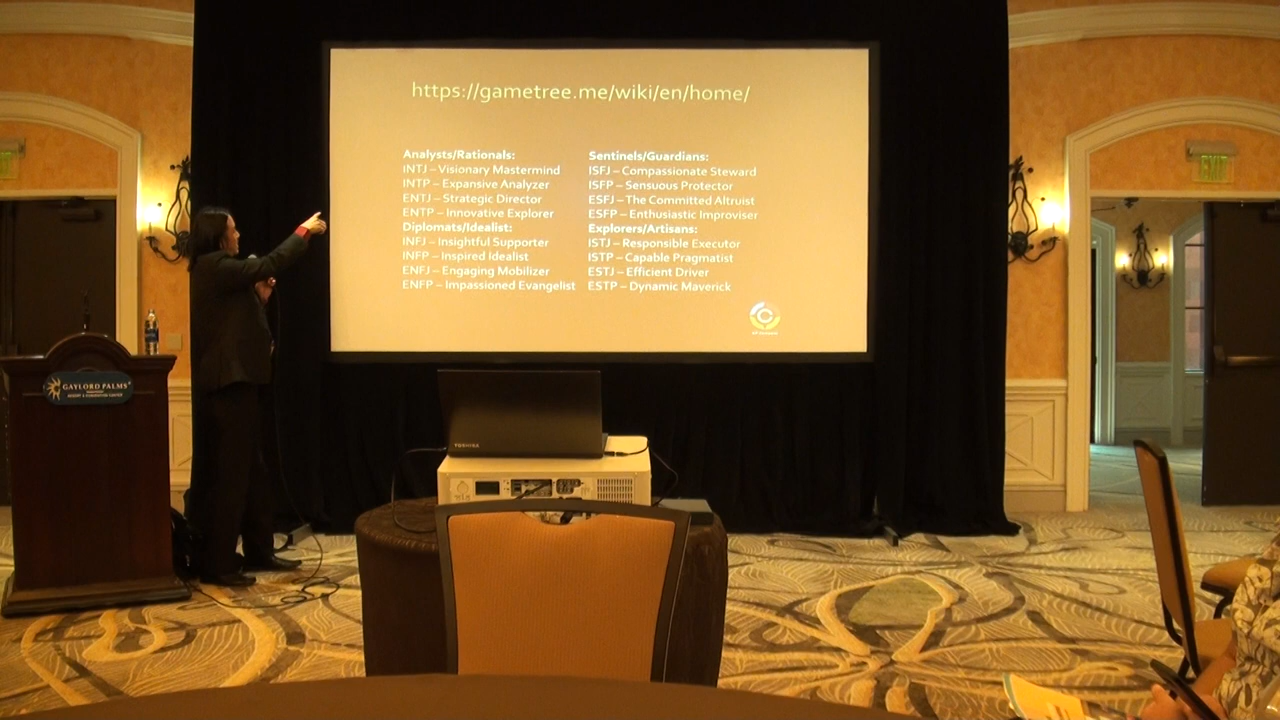 https://gametree.me/wiki/en/home/
Analysts/Rationals:
INTJ – Visionary Mastermind
INTP – Expansive Analyzer
ENTJ – Strategic Director
ENTP – Innovative Explorer
Diplomats/Idealist:
INFJ – Insightful Supporter
INFP – Inspired Idealist
ENFJ – Engaging Mobilizer
ENFP – Impassioned Evangelist
Sentinels/Guardians:
ISFJ – Compassionate Steward
ISFP – Sensuous Protector
ESFJ – The Committed Altruist
ESFP – Enthusiastic Improviser
Explorers/Artisans:
ISTJ – Responsible Executor
ISTP – Capable Pragmatist
ESTJ – Efficient Driver
ESTP – Dynamic Maverick
EXIT
GAYLORD PALMS
RESORT & CONVENTION CENTER
TOSHIBA